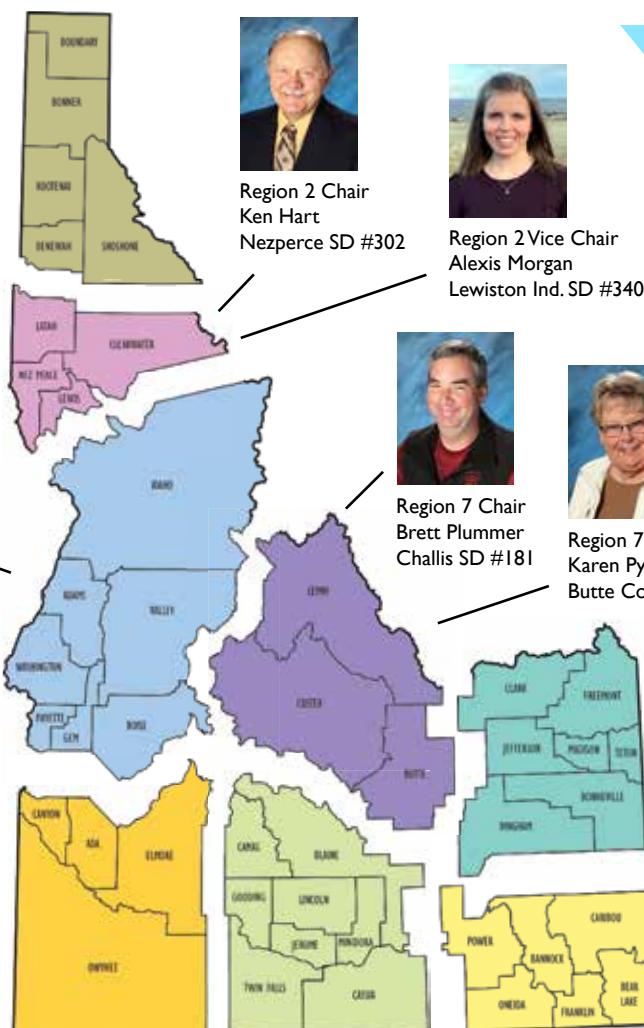 BOUNDARY
BONNER
KOOTENAI
BENEWAH
SHOSHONE
Region 2 Chair
Ken Hart
Nezperce SD #302
Region 2 Vice Chair
Alexis Morgan
Lewiston Ind. SD #340
LATAH
CLEARWATER
NEZ PERCE
LEWIS
Region 7 Chair
Brett Plummer
Challis SD #181
Region 7
Karen Py
Butte Co
IDAHO
ADAMS
VALLEY
WASHINGTON
PAYETTE
GEM
BOISE
LEMHI
CUSTER
BUTTE
CLARK
FREEMONT
JEFFERSON
MADISON
TETON
BONNEVILLE
BINGHAM
CANYON
ADA
ELMORE
OWYHEE
CAMAS
BLAINE
GOODING
LINCOLN
JEROME
MINIDOKA
TWIN FALLS
CASSIA
POWER
CARIBOU
BANNOCK
ONEIDA
FRANKLIN
BEAR
LAKE